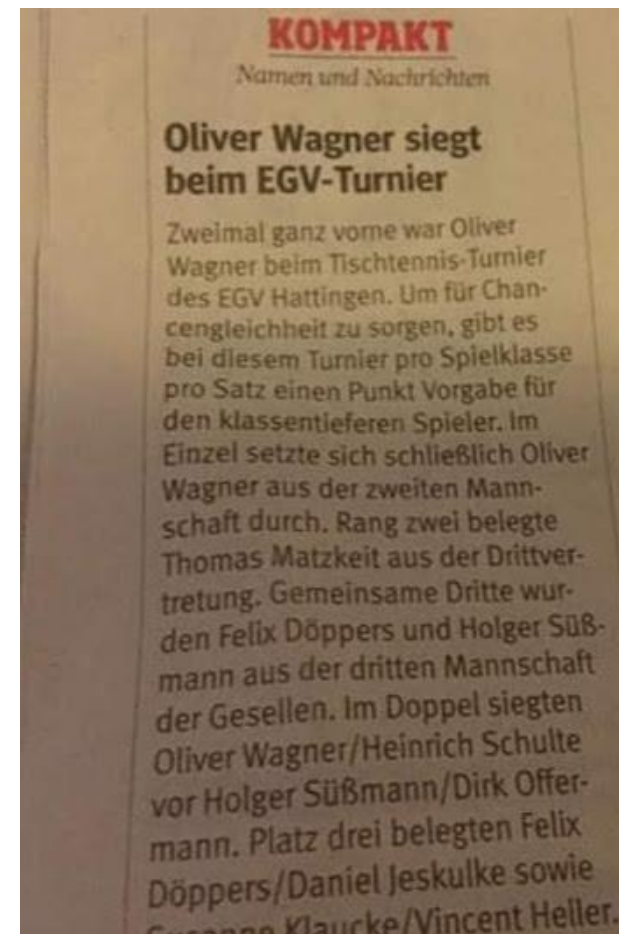 KOMPAKT
Namen und Nachrichten
Oliver Wagner siegt
beim EGV-Turnier
Zweimal ganz vorne war Oliver
Wagner beim Tischtennis-Turnier
des EGV Hattingen. Um für Chan-
cengleichheit zu sorgen, gibt es
bei diesem Turnier pro Spielklasse
pro Satz einen Punkt Vorgabe für
den klassentieferen Spieler. Im
Einzel setzte sich schließlich Oliver
Wagner aus der zweiten Mann-
schaft durch. Rang zwei belegte
Thomas Matzkeit aus der Drittver-
tretung. Gemeinsame Dritte wur-
den Felix Döppers und Holger Süß-
mann aus der dritten Mannschaft
der Gesellen. Im Doppel siegten
Oliver Wagner/Heinrich Schulte
vor Holger Süßmann/Dirk Offer-
mann. Platz drei belegten Felix
Döppers/Daniel Jeskulke sowie
Klaucke/Vincent Heller.